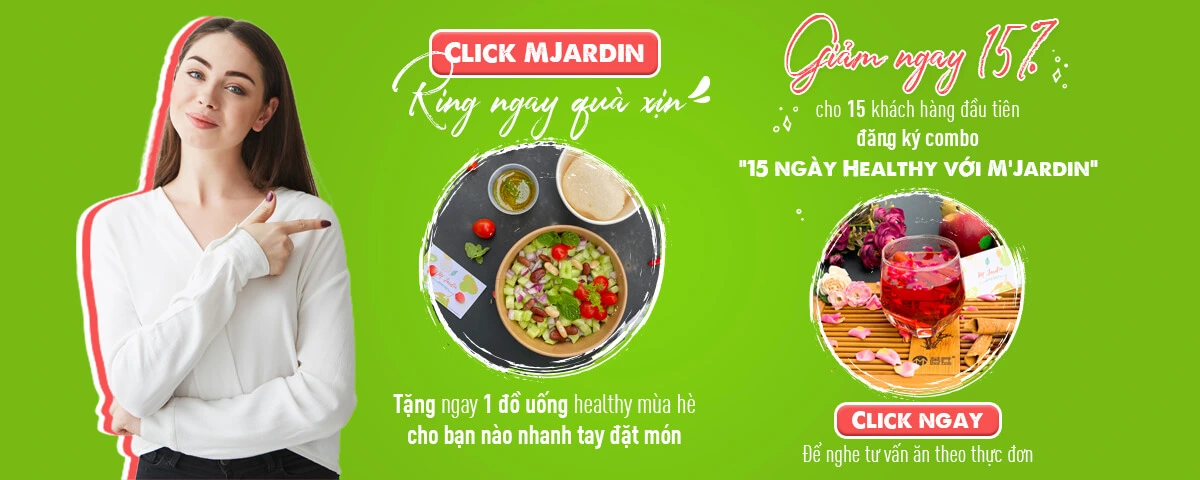 CLICK MJARDIN
Ring ngay quà xịn
Tặng ngay 1 đồ uống healthy mùa hè
cho bạn nào nhanh tay đặt món
Giảm ngay 15%
cho 15 khách hàng đầu tiên
đăng ký combo
"15 NGÀY HEALTHY VỚI M'JARDIN"
CLICK NGAY
Để nghe tư vấn ăn theo thực đơn